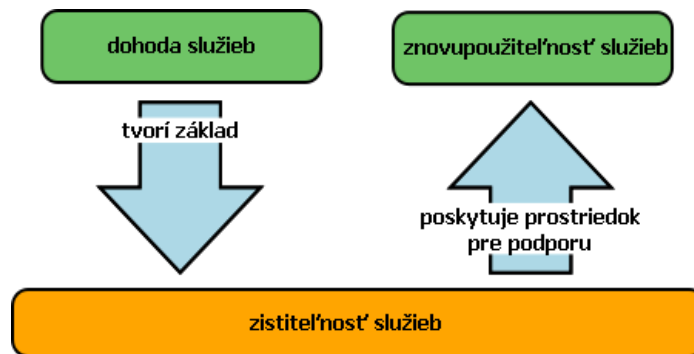 dohoda služieb
znovupoužiteľnosť služieb
tvorí základ
poskytuje prostriedok
pre podporu
zistiteľnosť služieb